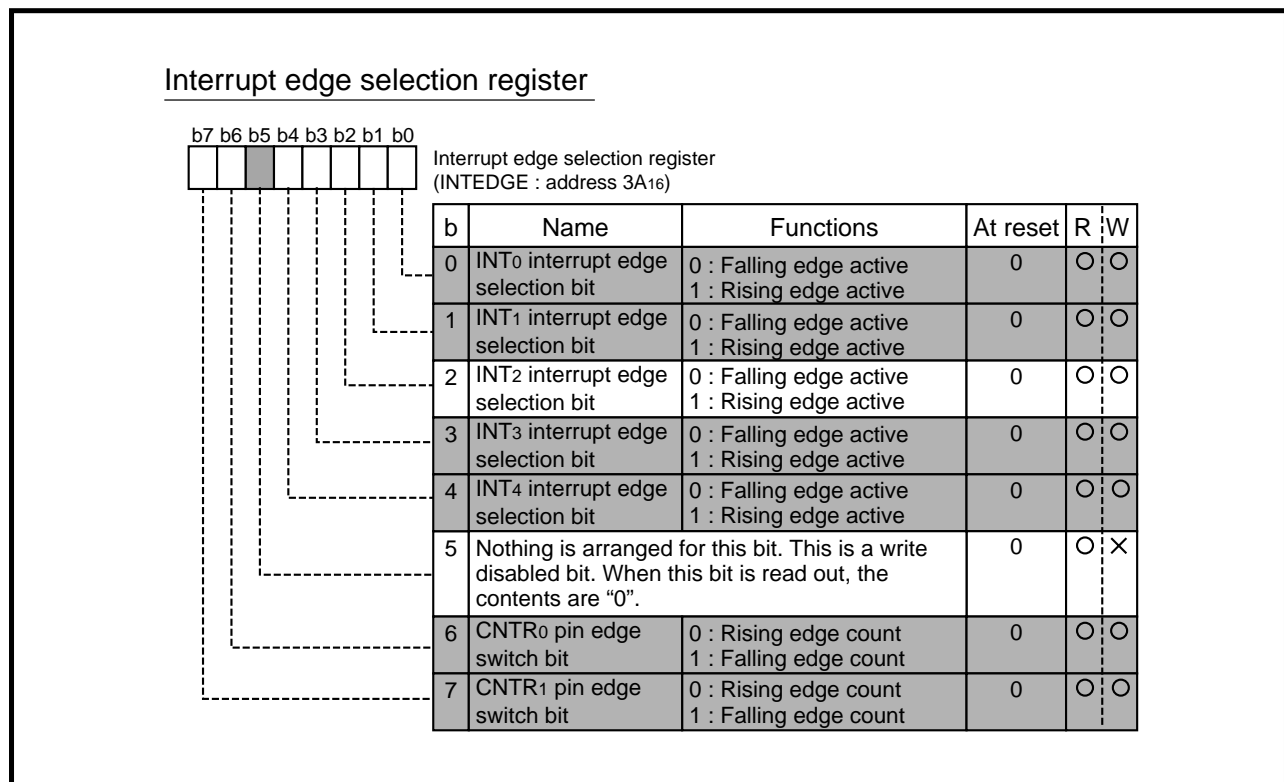 Interrupt edge selection register
b7 b6 b5 b4 b3 b2 b1 b0
Interrupt edge selection register
(INTEDGE : address 3A16)
b Name Functions At reset R W
0 INT0 interrupt edge selection bit 0 : Falling edge active 0 ○ ○
1 : Rising edge active
1 INT1 interrupt edge selection bit 0 : Falling edge active 0 ○ ○
1 : Rising edge active
2 INT2 interrupt edge selection bit 0 : Falling edge active 0 ○ ○
1 : Rising edge active
3 INT3 interrupt edge selection bit 0 : Falling edge active 0 ○ ○
1 : Rising edge active
4 INT4 interrupt edge selection bit 0 : Falling edge active 0 ○ ○
1 : Rising edge active
5 Nothing is arranged for this bit. This is a write 0 ○ ×
disabled bit. When this bit is read out, the
contents are “0”.
6 CNTR0 pin edge switch bit 0 : Rising edge count 0 ○ ○
1 : Falling edge count
7 CNTR1 pin edge switch bit 0 : Rising edge count 0 ○ ○
1 : Falling edge count